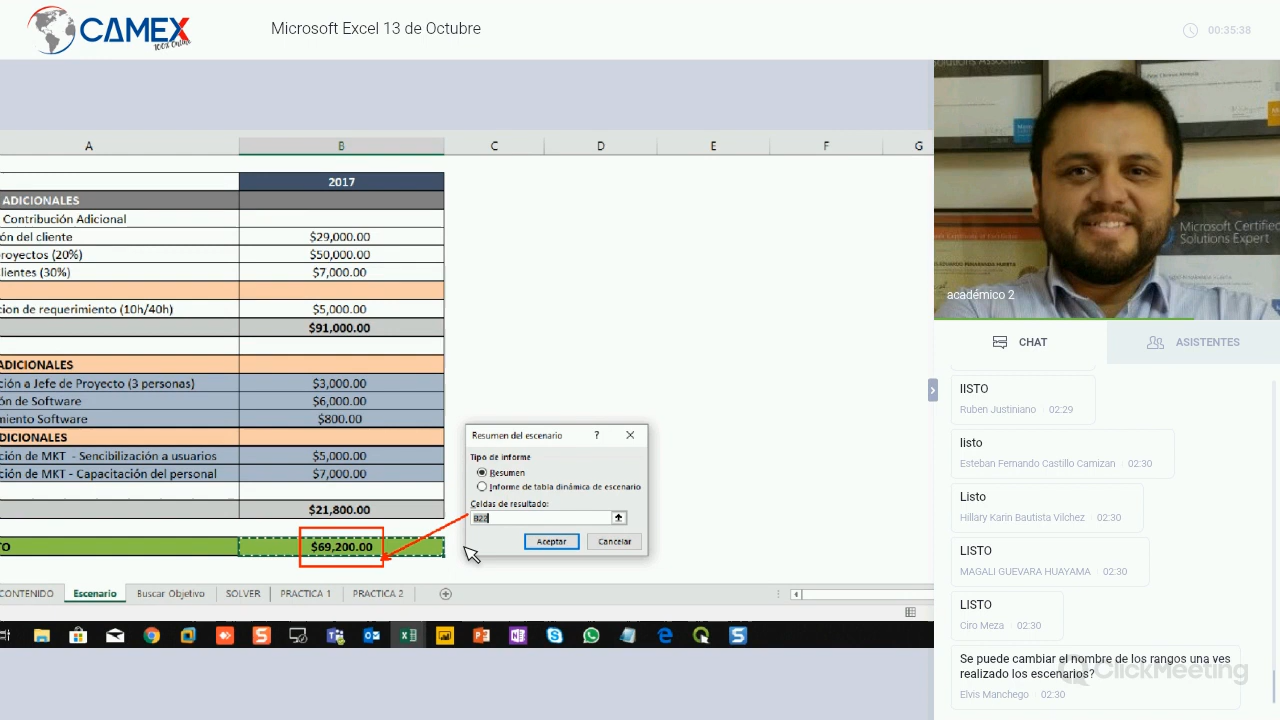 CAMEX
100% Online
Microsoft Excel 13 de Octubre
00:35:38
A B C D E F G
2017
ADICIONALES
Contribución Adicional
ón del cliente $29,000.00
royectos (20%) $50,000.00
lientes (30%) $7,000.00
cion de requerimiento (10h/40h) $5,000.00
$91,000.00
ADICIONALES
ción a Jefe de Proyecto (3 personas) $3,000.00
ón de Software $6,000.00
miento Software $800.00
DICIONALES
ción de MKT - Sencibilización a usuarios $5,000.00
ción de MKT - Capacitación del personal $7,000.00
$21,800.00
TO $69,200.00
Resumen del escenario ?
Tipo de informe
Resumen
Informe de tabla dinámica de escenario
Celdas de resultado:
B22
Aceptar Cancelar
CONTENIDO Escenario Buscar Objetivo SOLVER PRACTICA 1 PRACTICA 2
Microsoft Certified
Solutions Expert
académico 2
CHAT ASISTENTES
lISTO
Ruben Justiniano 02:29
listo
Esteban Fernando Castillo Camizan 02:30
Listo
Hillary Karin Bautista Vilchez 02:30
LISTO
MAGALI GUEVARA HUAYAMA 02:30
LISTO
Ciro Meza 02:30
Se puede cambiar el nombre de los rangos una ves
realizado los escenarios?
Elvis Manchego 02:30
ClickMeeting